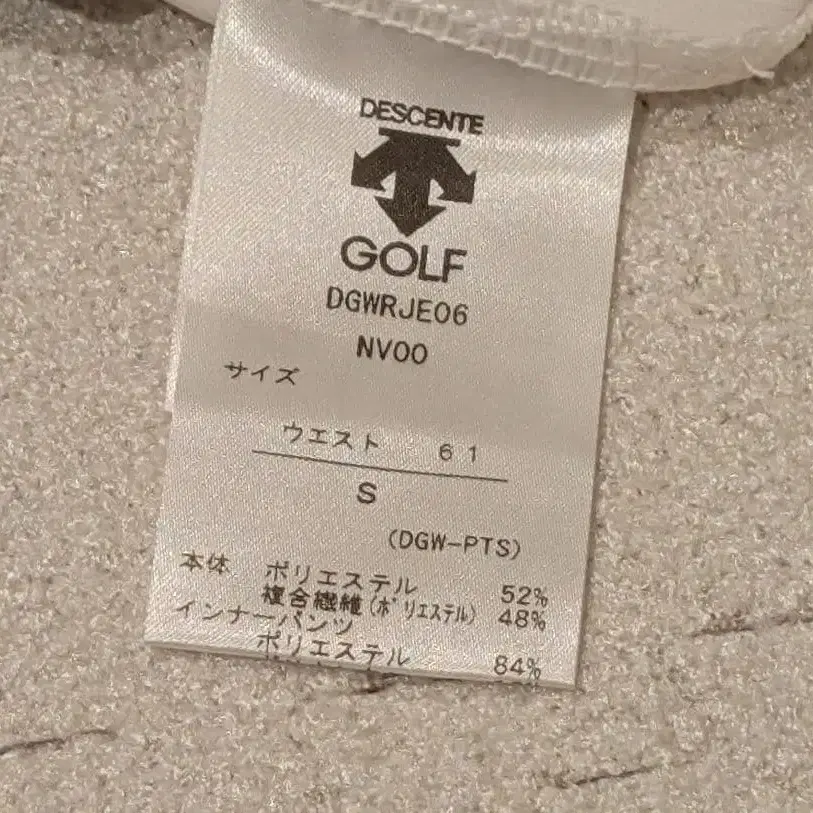 DESCENTE
GOLF
DGWRJE06
NV00
サイズ
ウエスト 61
S
(DGW-PTS)
本体 ポリエステル 52%
複合繊維(ポリエステル) 48%
インナーパンツ
ポリエステル 84%